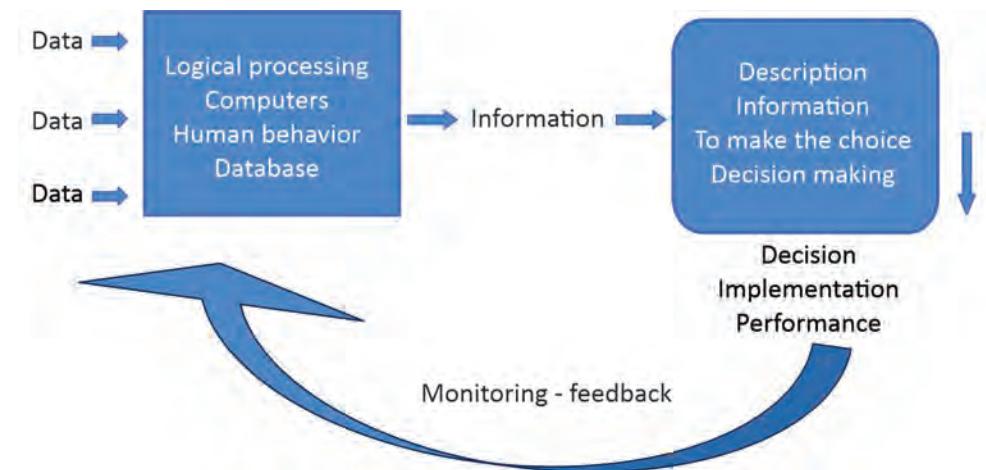 Data
Data
Data
Logical processing
Computers
Human behavior
Database
Information
Description
Information
To make the choice
Decision making
Decision
Implementation
Performance
Monitoring - feedback